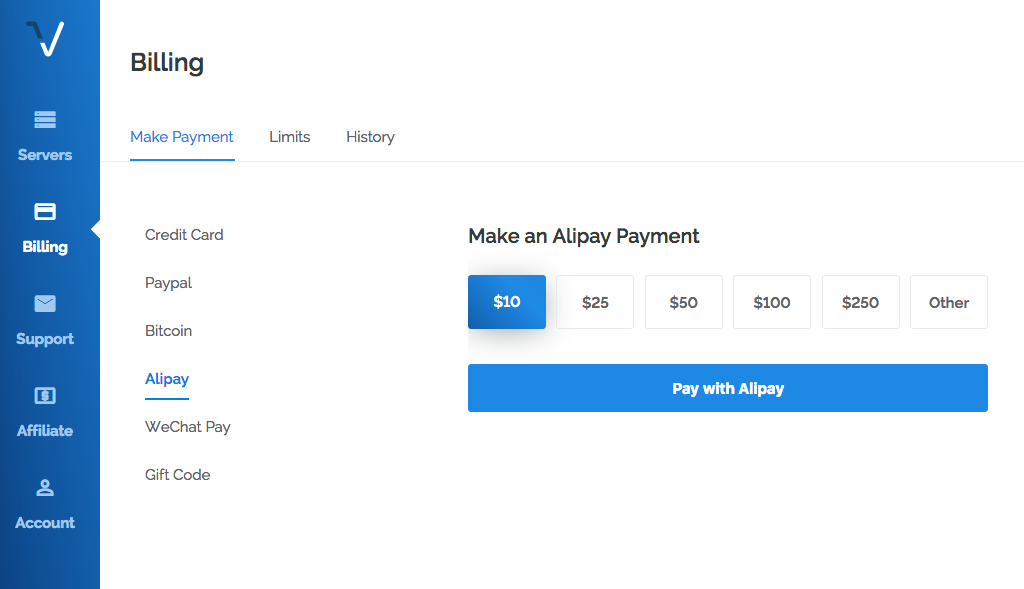 Billing
Make Payment Limits History
Servers
Billing
Support
Affiliate
Account
Credit Card
Paypal
Bitcoin
Alipay
WeChat Pay
Gift Code
Make an Alipay Payment
$10 $25 $50 $100 $250 Other
Pay with Alipay